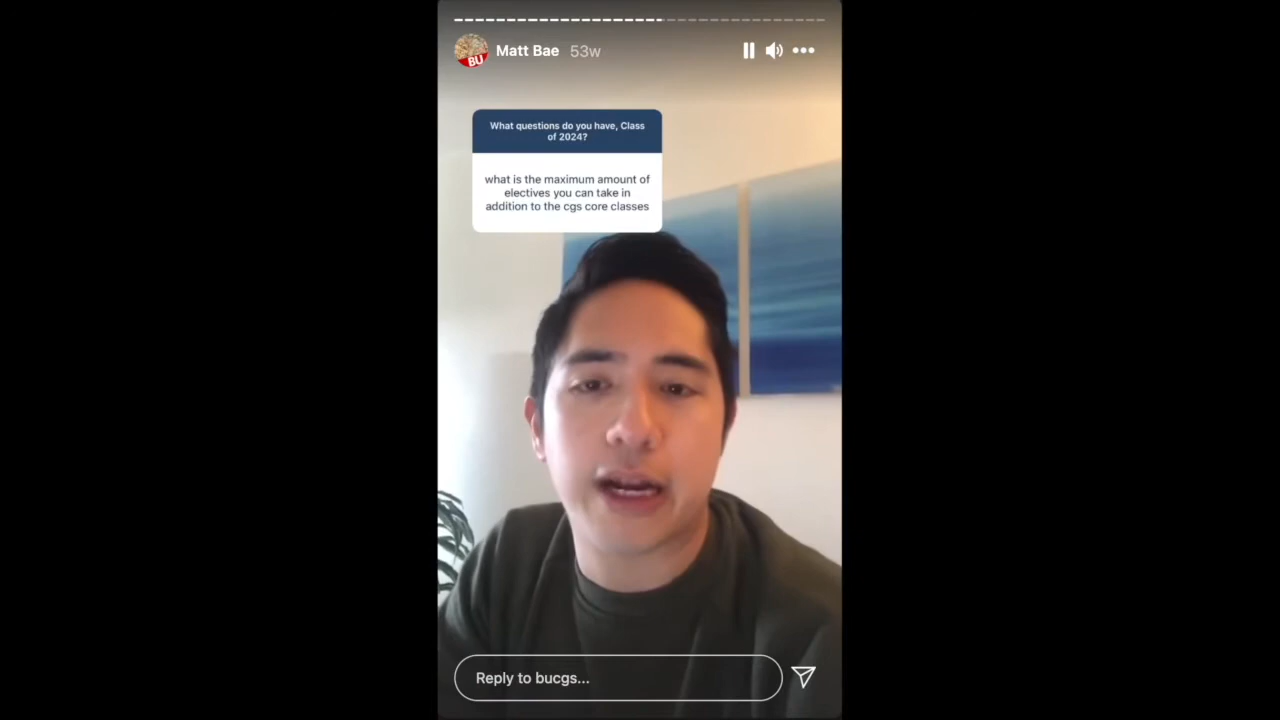 Matt Bae 53w
BU
What questions do you have, Class
of 2024?
what is the maximum amount of
electives you can take in
addition to the cgs core classes
Reply to bucgs...